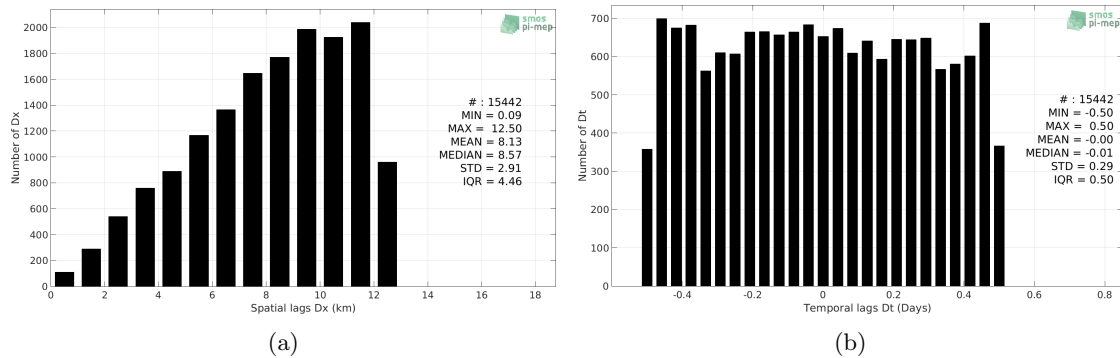 smos
pi-mep
2000
1800
1600
1400
1200
1000
800
600
400
200
0
Number of Dx
# : 15442
MIN = 0.09
MAX = 12.50
MEAN = 8.13
MEDIAN = 8.57
STD = 2.91
IQR = 4.46
0 2 4 6 8 10 12 14 16 18
Spatial lags Dx (km)
(a)
smos
pi-mep
700
600
500
400
300
200
100
0
Number of Dt
# : 15442
MIN = -0.50
MAX = 0.50
MEAN = -0.00
MEDIAN = -0.01
STD = 0.29
IQR = 0.50
-0.4 -0.2 0 0.2 0.4 0.6 0.8
Temporal lags Dt (Days)
(b)